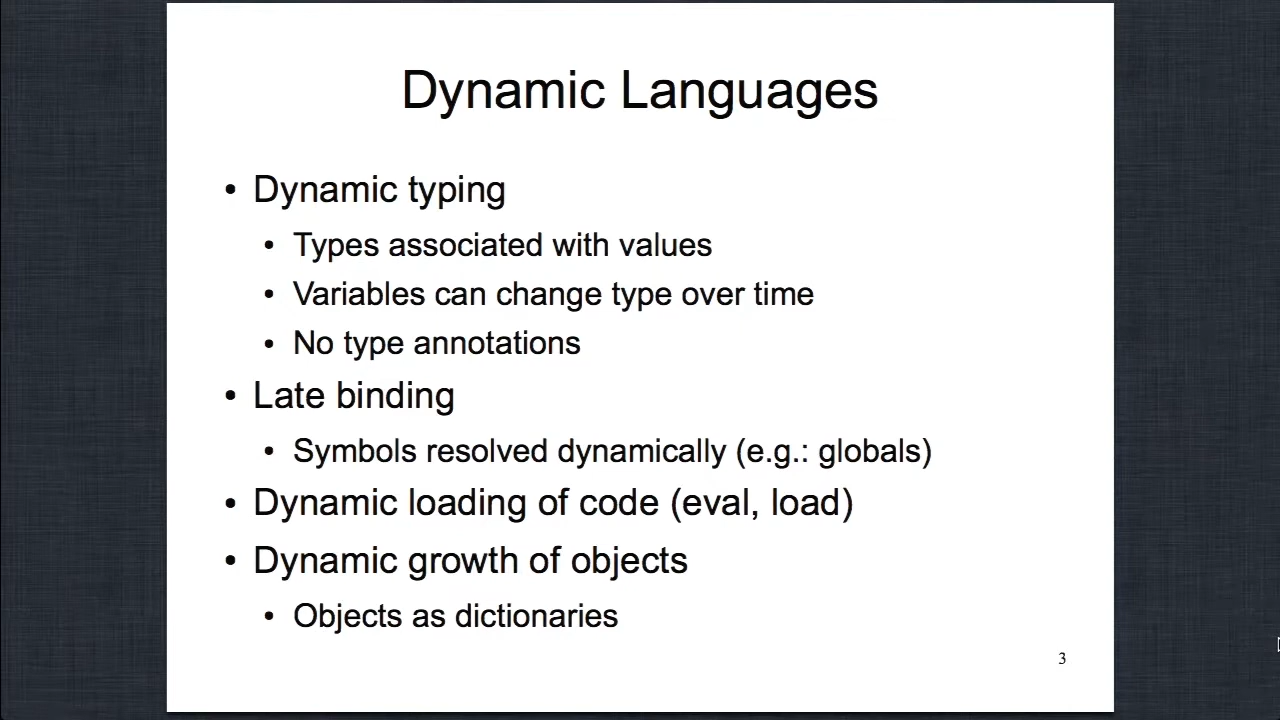 Dynamic Languages
• Dynamic typing
• Types associated with values
• Variables can change type over time
• No type annotations
• Late binding
• Symbols resolved dynamically (e.g.: globals)
• Dynamic loading of code (eval, load)
• Dynamic growth of objects
• Objects as dictionaries
3